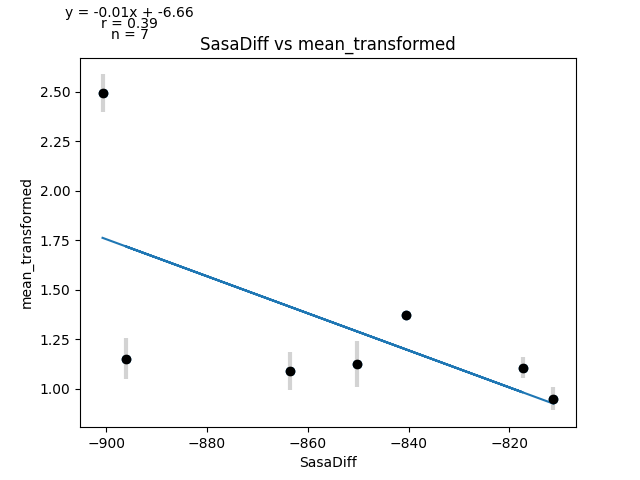 y = -0.01x + -6.66
r = 0.39
n = 7
SasaDiff vs mean_transformed
2.50
2.25
2.00
1.75
1.50
1.25
1.00
mean_transformed
−900
−880
−860
−840
−820
SasaDiff